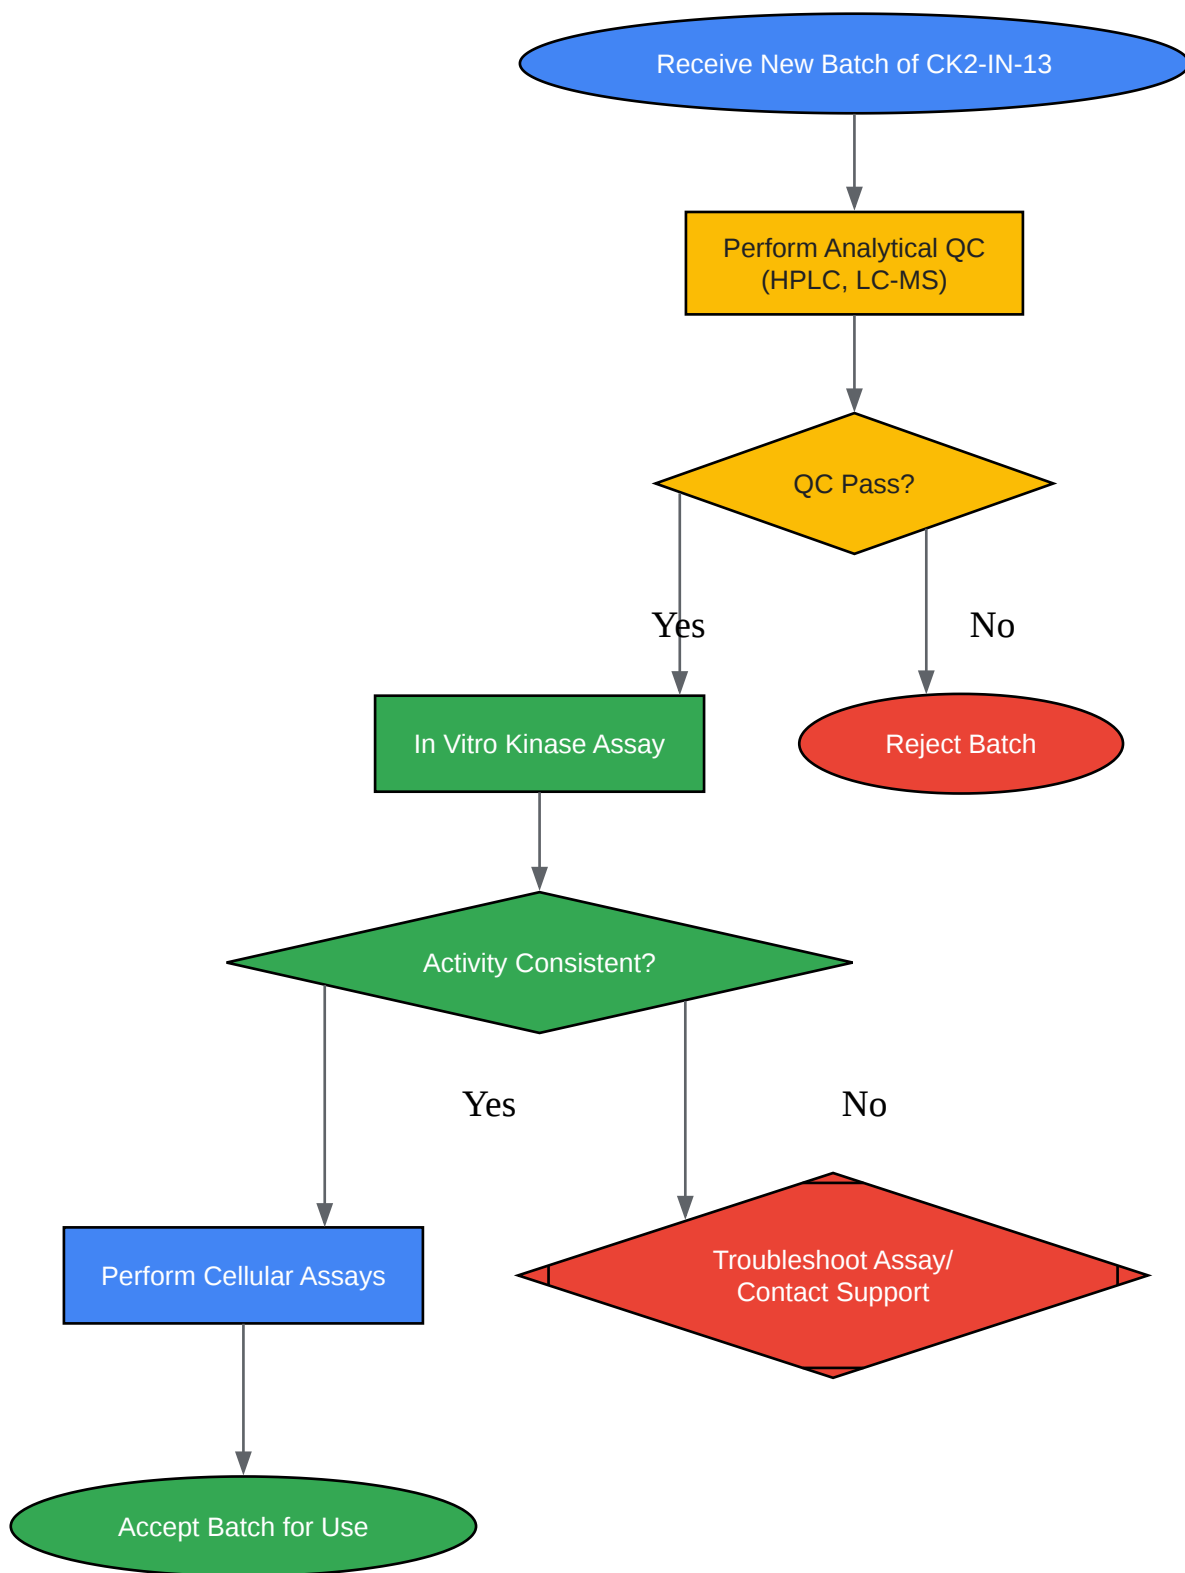 Receive New Batch of CK2-IN-13
Perform Analytical QC
(HPLC, LC-MS)
QC Pass?
Yes
No
In Vitro Kinase Assay
Reject Batch
Activity Consistent?
Yes
No
Perform Cellular Assays
Troubleshoot Assay/
Contact Support
Accept Batch for Use